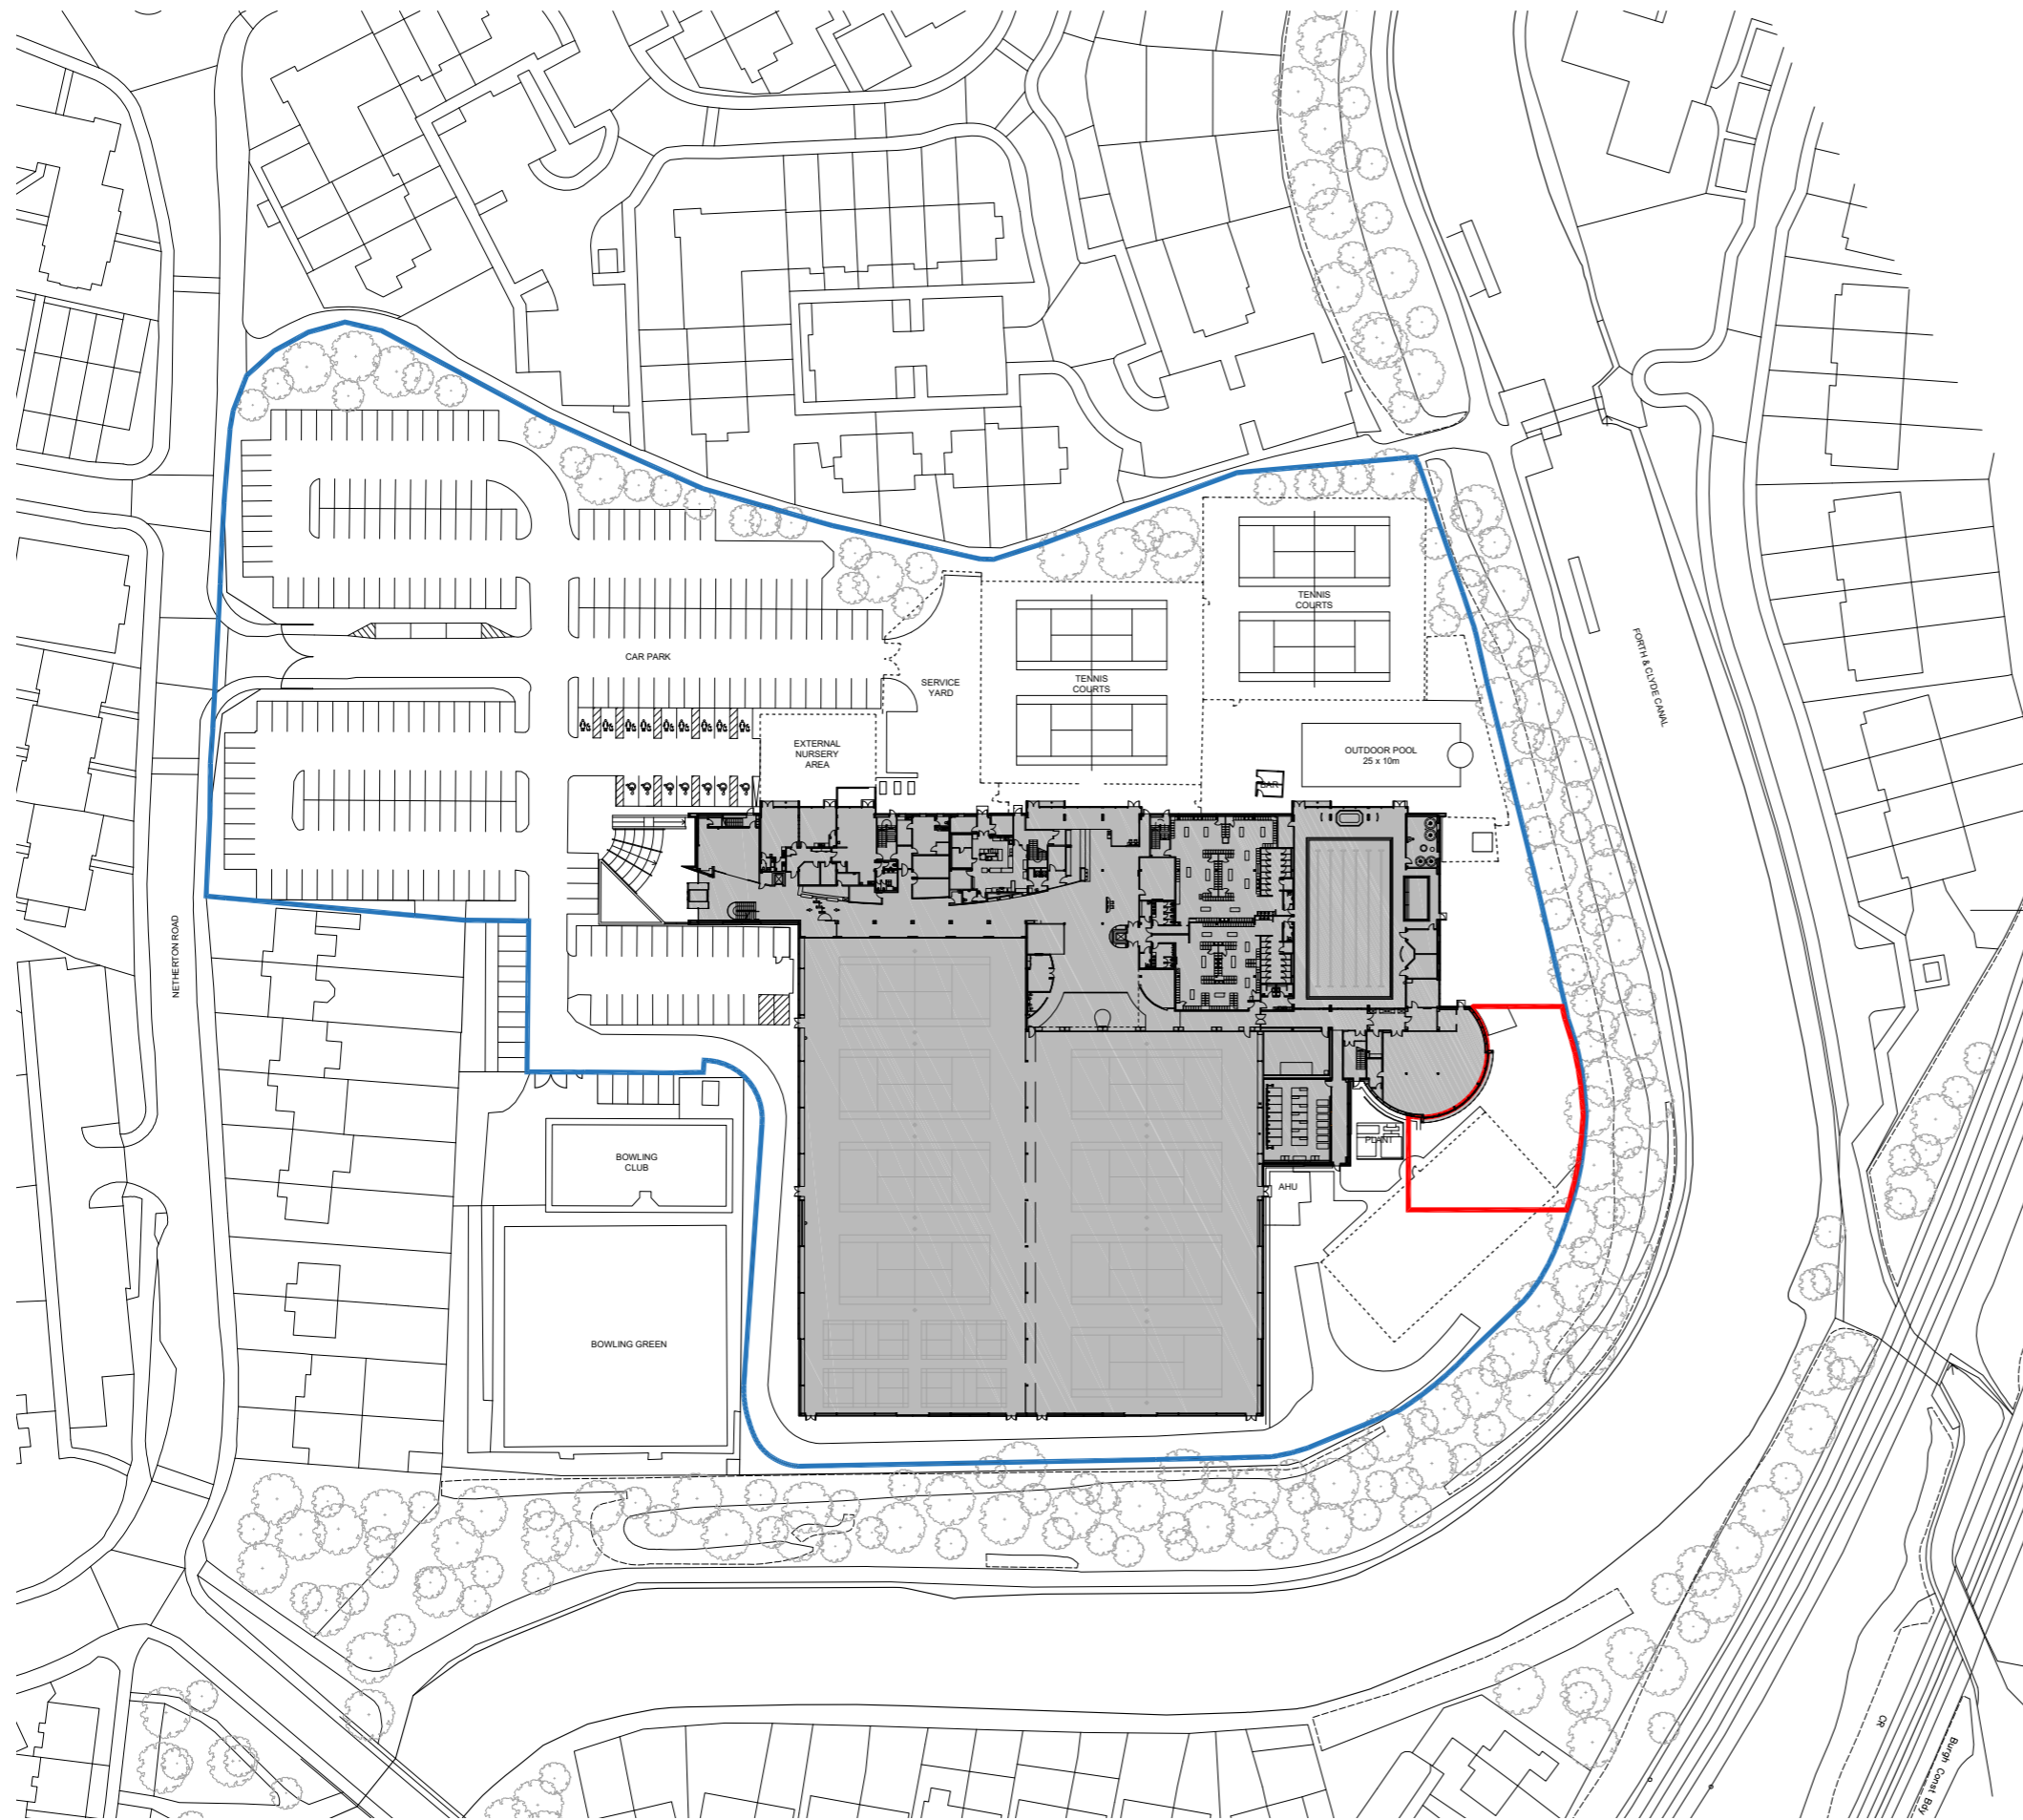 TENNIS
COURTS
FORTH & CLYDE CANAL
CAR PARK
TENNIS
COURTS
SERVICE
YARD
EXTERNAL
NURSERY
AREA
OUTDOOR POOL
25 x 10m
BAR
NETHERTON ROAD
PLANT
BOWLING
CLUB
AHU
BOWLING GREEN
CR
Burgh Const Bdy